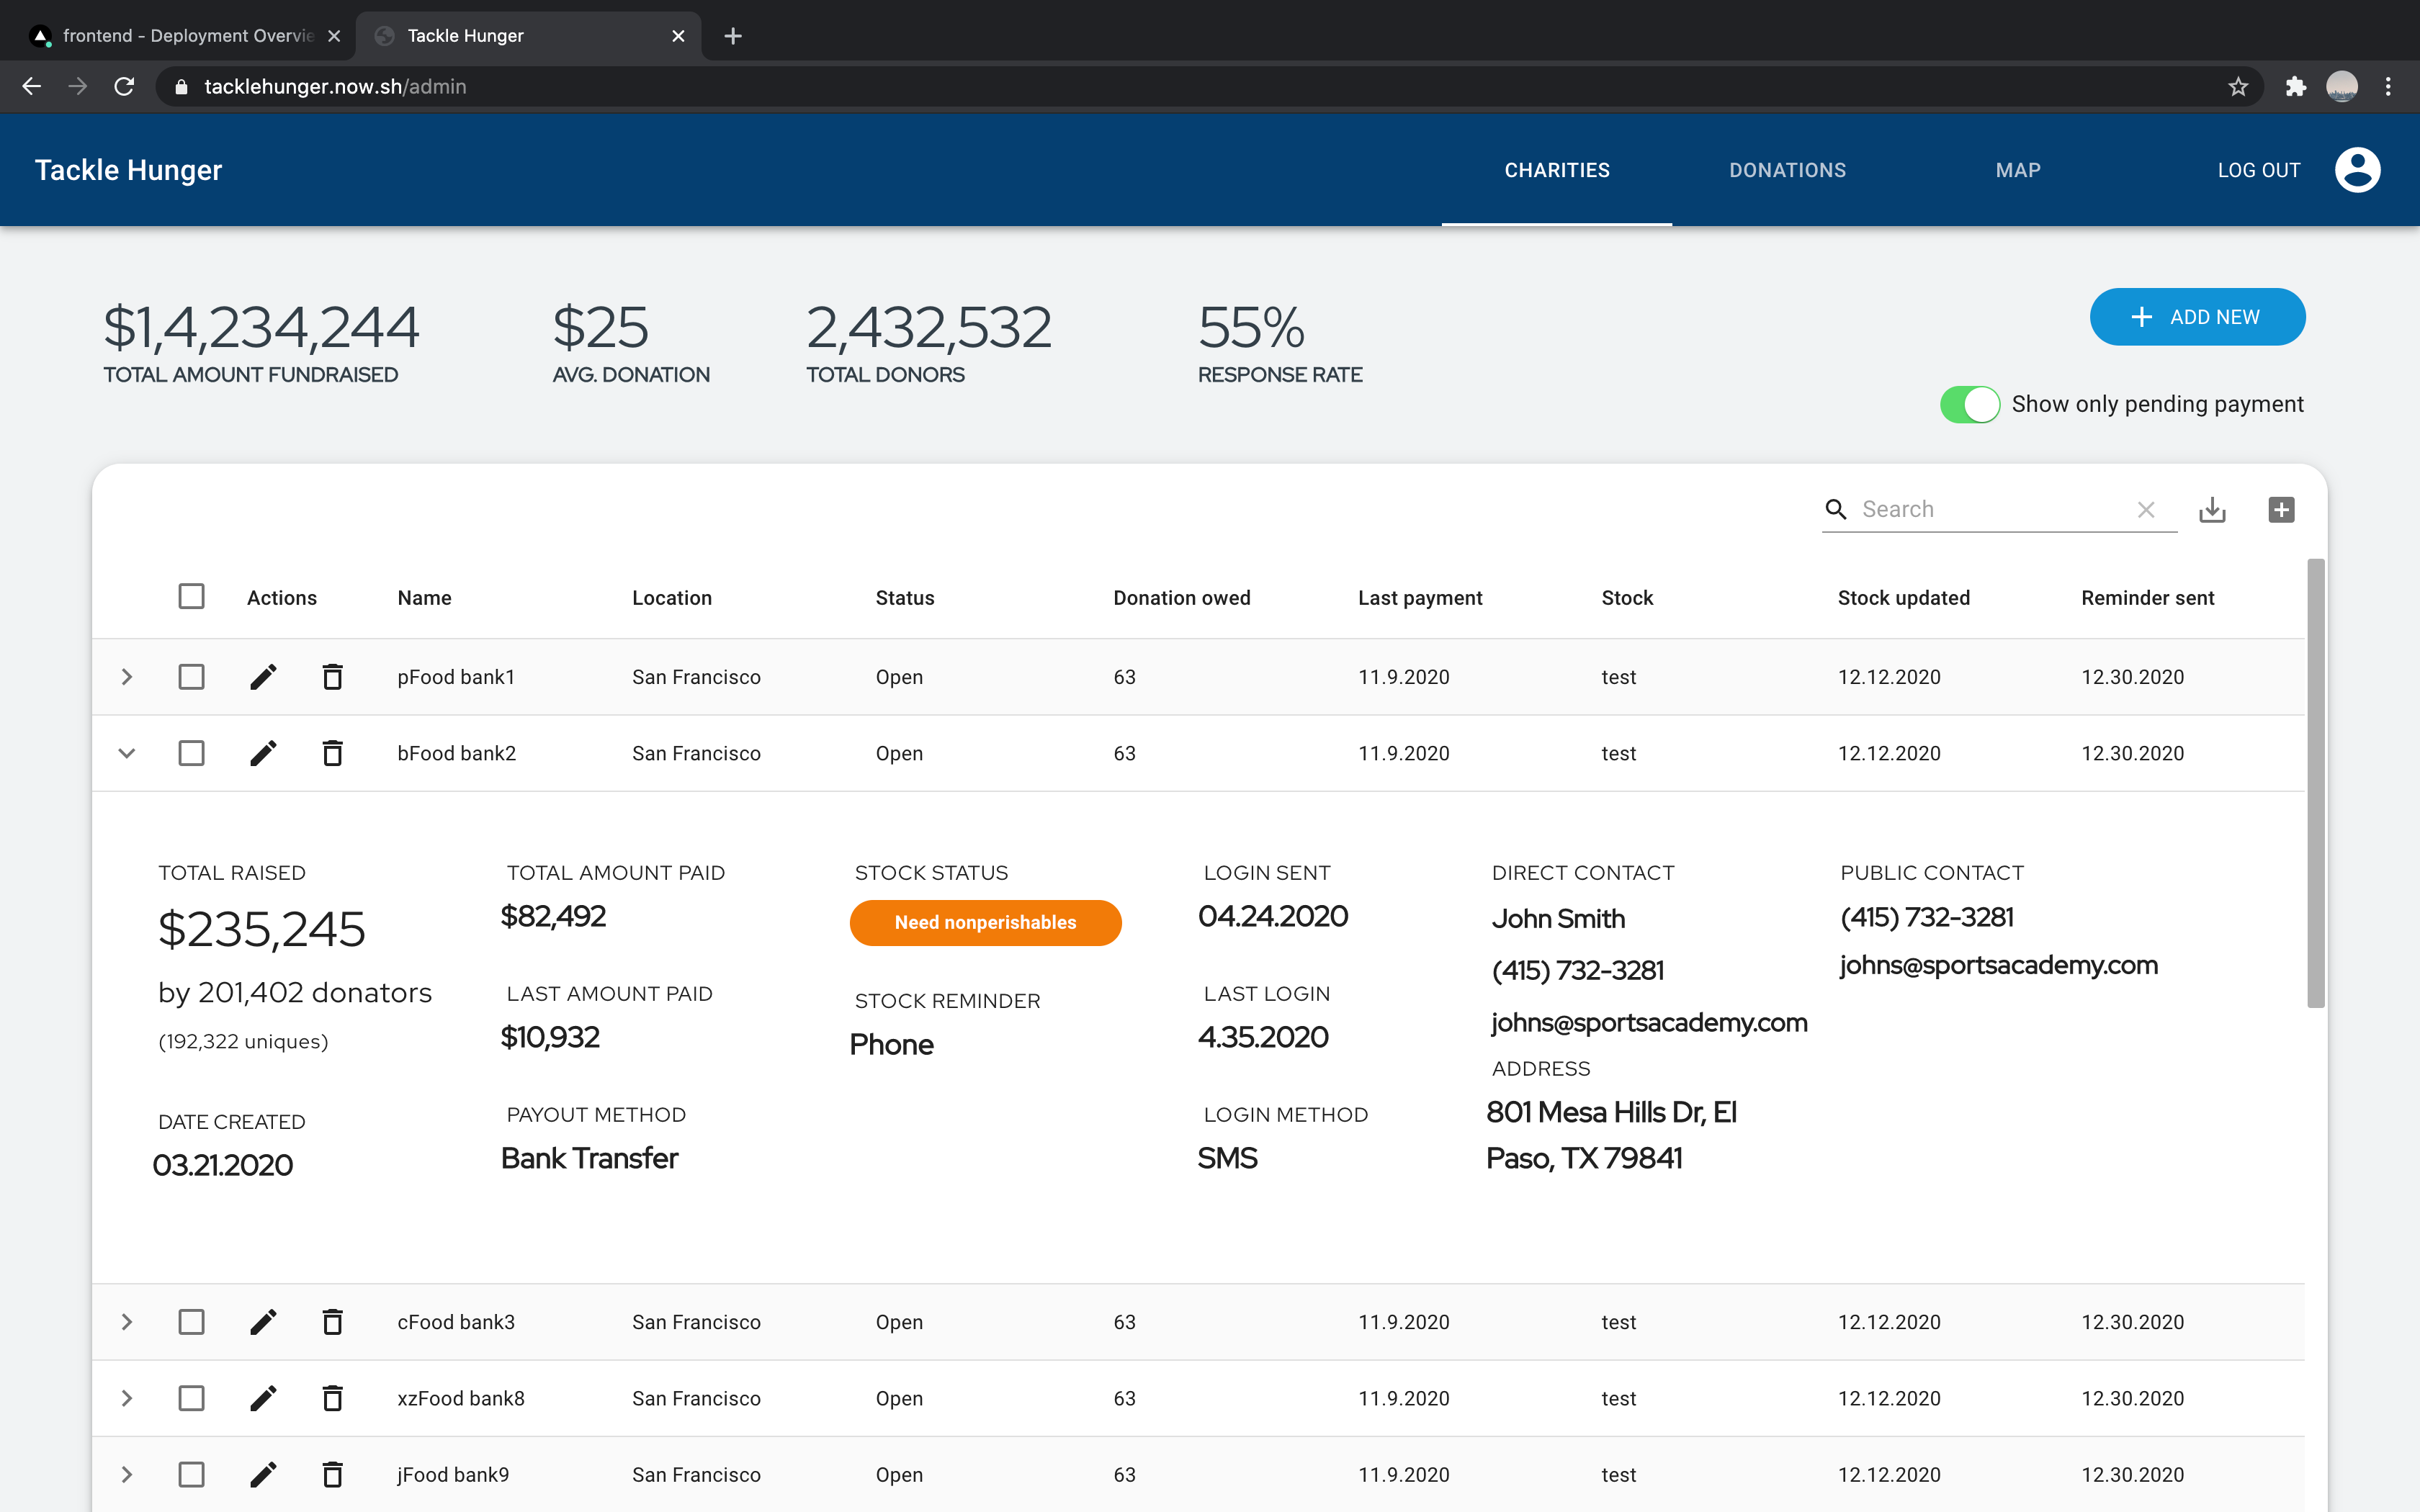 frontend - Deployment Overvie
Tackle Hunger
tacklehunger.now.sh/admin
Tackle Hunger
CHARITIES
DONATIONS
MAP
LOG OUT
$1,4,234,244
TOTAL AMOUNT FUNDRAISED
$25
AVG. DONATION
2,432,532
TOTAL DONORS
55%
RESPONSE RATE
ADD NEW
Show only pending payment
Search
Actions Name Location Status Donation owed Last payment Stock Stock updated Reminder sent
pFood bank1 San Francisco Open 63 11.9.2020 test 12.12.2020 12.30.2020
bFood bank2 San Francisco Open 63 11.9.2020 test 12.12.2020 12.30.2020
TOTAL RAISED
$235,245
by 201,402 donators
(192,322 uniques)
DATE CREATED
03.21.2020
TOTAL AMOUNT PAID
$82,492
LAST AMOUNT PAID
$10,932
PAYOUT METHOD
Bank Transfer
STOCK STATUS
Need nonperishables
STOCK REMINDER
Phone
LOGIN SENT
04.24.2020
LAST LOGIN
4.35.2020
LOGIN METHOD
SMS
DIRECT CONTACT
John Smith
(415) 732-3281
johns@sportsacademy.com
ADDRESS
801 Mesa Hills Dr, El
Paso, TX 79841
PUBLIC CONTACT
(415) 732-3281
johns@sportsacademy.com
cFood bank3 San Francisco Open 63 11.9.2020 test 12.12.2020 12.30.2020
xzFood bank8 San Francisco Open 63 11.9.2020 test 12.12.2020 12.30.2020
jFood bank9 San Francisco Open 63 11.9.2020 test 12.12.2020 12.30.2020